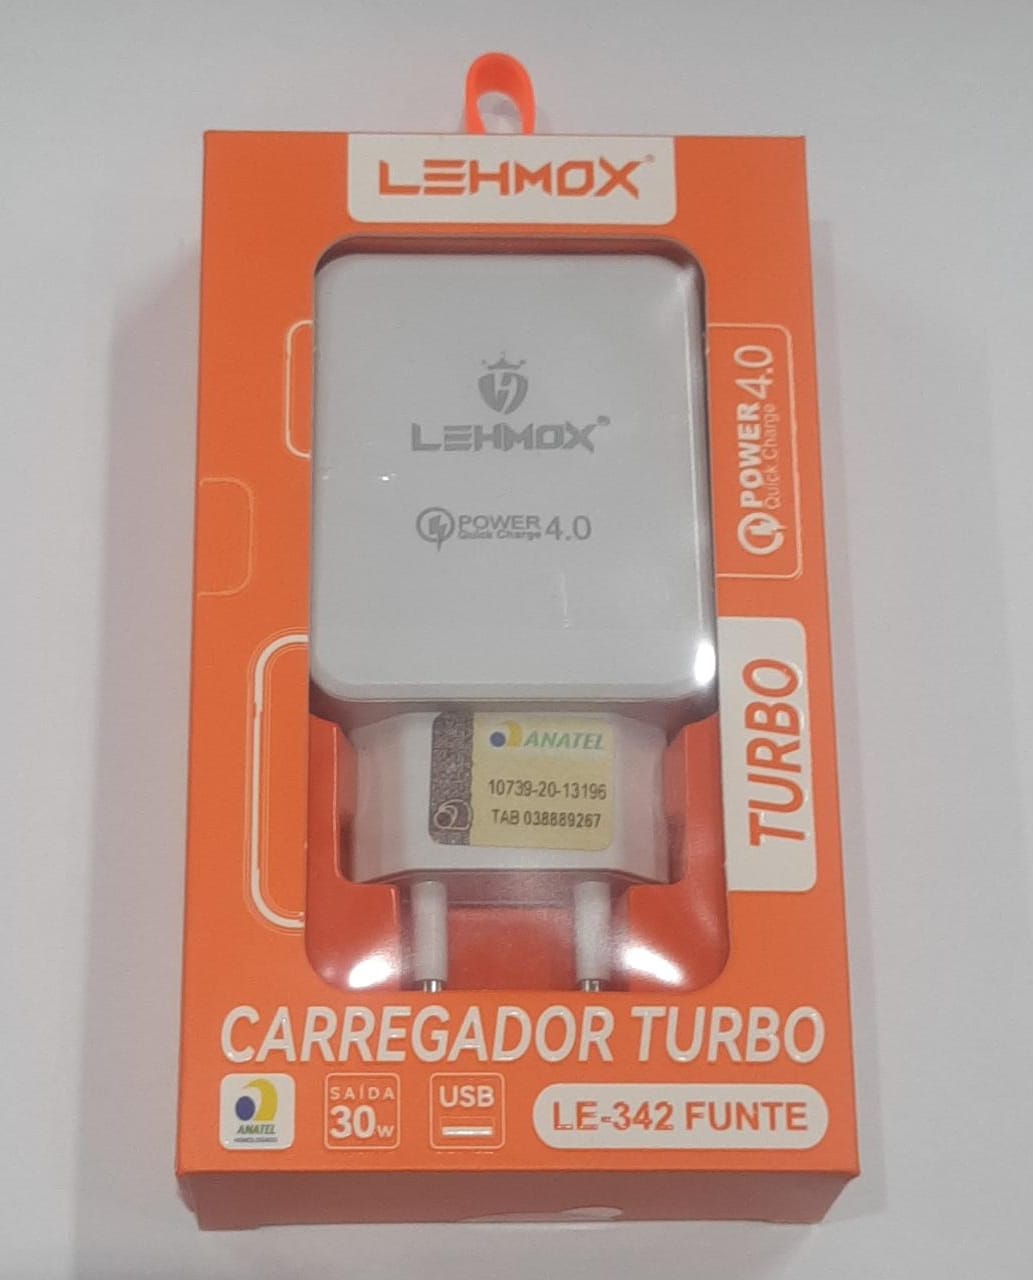 LEHMOX®
LEHMOX®
POWER
Quick Charge 4.0
POWER 4.0
Quick Charge
TURBO
ANATEL
10739-20-13196
TAB 038889267
CARREGADOR TURBO
ANATEL
HOMOLOGADO
SAÍDA
30W
USB
LE-342 FUNTE